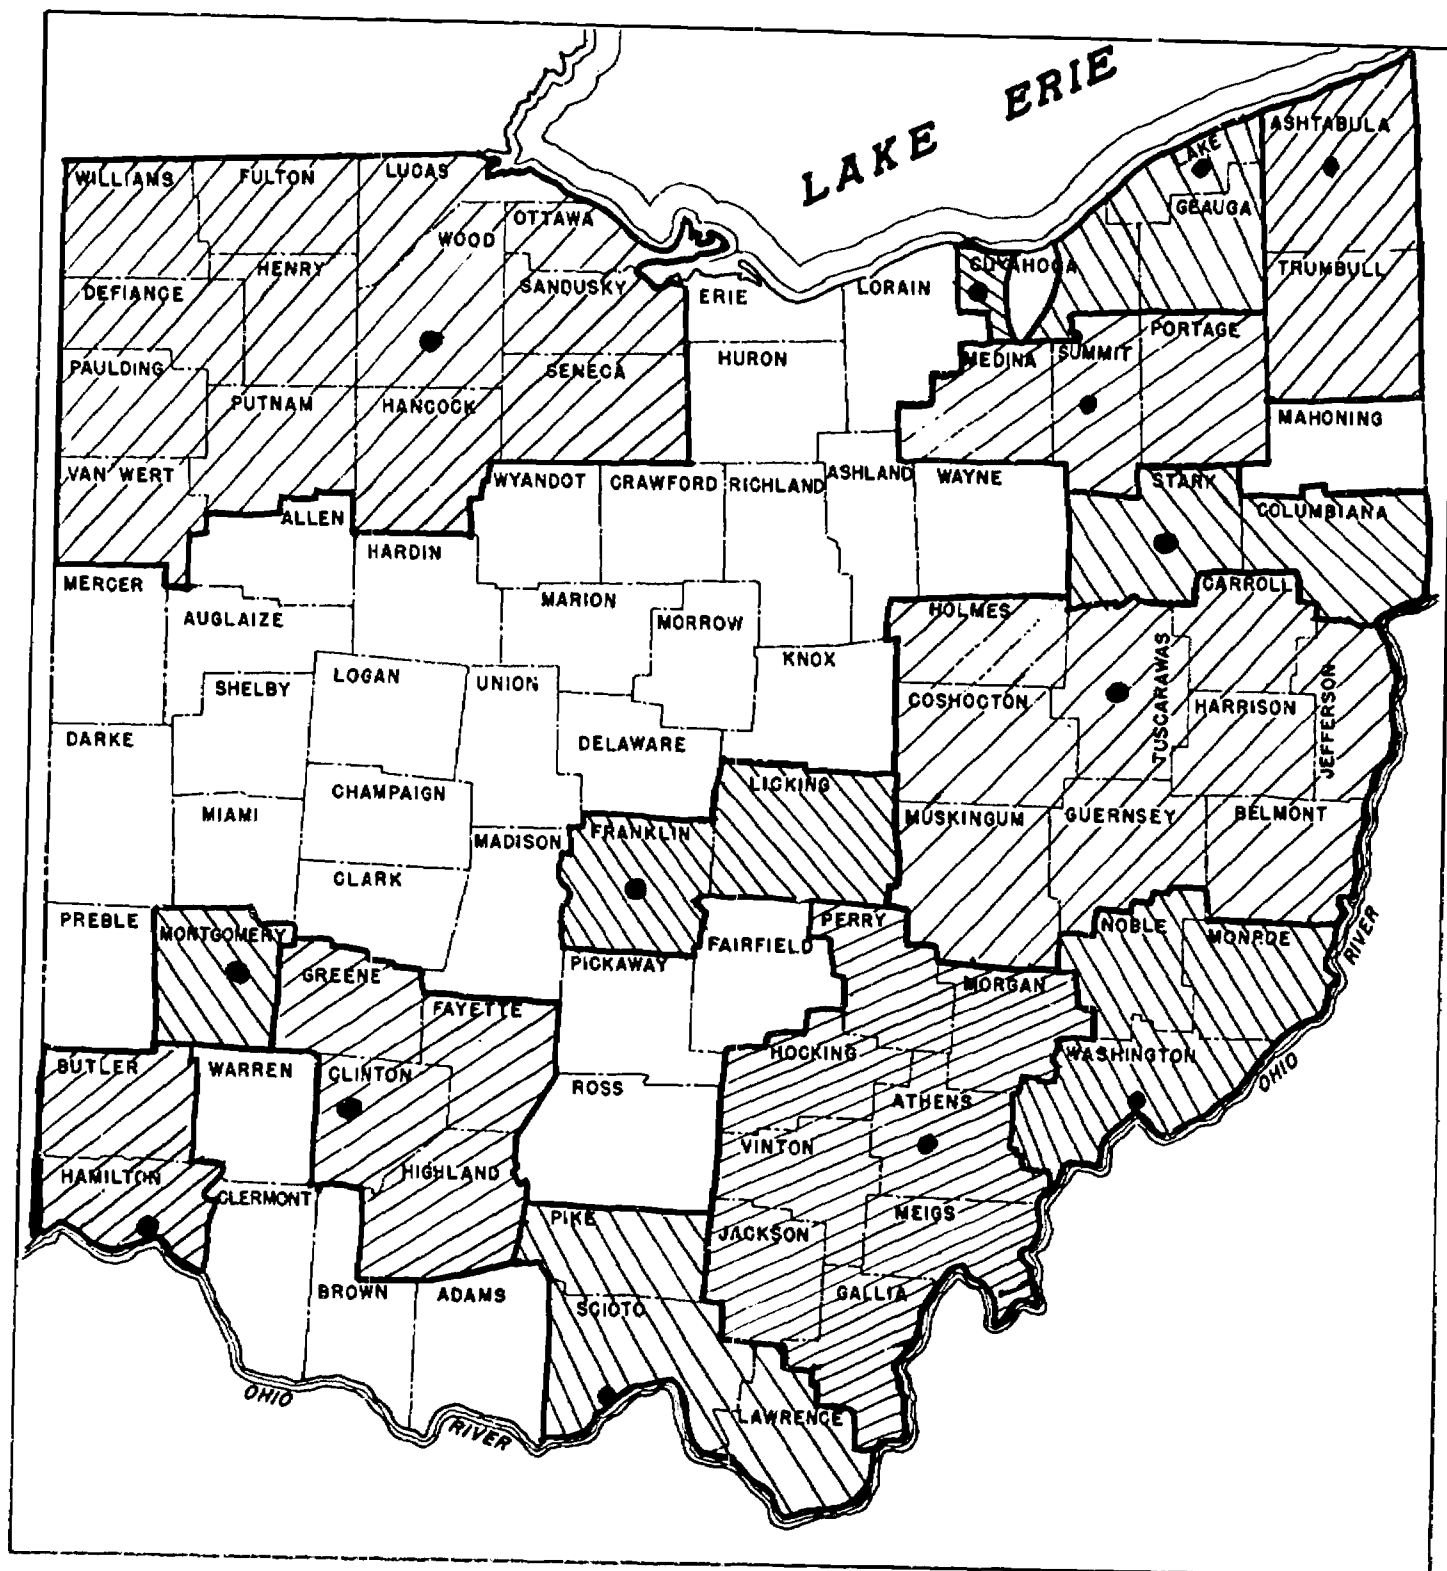 LAKE ERIE
ASHTABULA
LAKE
GEAUGA
WILLIAMS
FULTON
LUCAS
OTTAWA
WOOD
HENRY
DEFIANCE
SANDUSKY
ERIE
LORAIN
CUYAHOGA
TRUMBULL
PORTAGE
SUMMIT
MEDINA
HURON
SENECA
PAULDING
PUTNAM
HANCOCK
MAHONING
VAN WERT
WYANDOT
CRAWFORD
RICHLAND
ASHLAND
WAYNE
STARK
COLUMBIANA
ALLEN
HARDIN
MERCER
AUGLAIZE
MARION
MORROW
HOLMES
CARROLL
KNOX
TUSCARAWAS
JEFFERSON
SHELBY
LOGAN
UNION
COSHOCTON
HARRISON
DARKE
DELAWARE
CHAMPAIGN
LICKING
MIAMI
MADISON
FRANKLIN
MUSKINGUM
GUERNSEY
BELMONT
CLARK
PREBLE
MONTGOMERY
FAIRFIELD
PERRY
NOBLE
MONROE
RIVER
GREENE
PICKAWAY
FAYETTE
MORGAN
BUTLER
WARREN
CLINTON
ROSS
HOCKING
WASHINGTON
OHIO
ATHENS
VINTON
HAMILTON
CLERMONT
HIGHLAND
PIKE
JACKSON
MEIGS
BROWN
ADAMS
SCIOTO
GALLIA
OHIO
RIVER
LAWRENCE